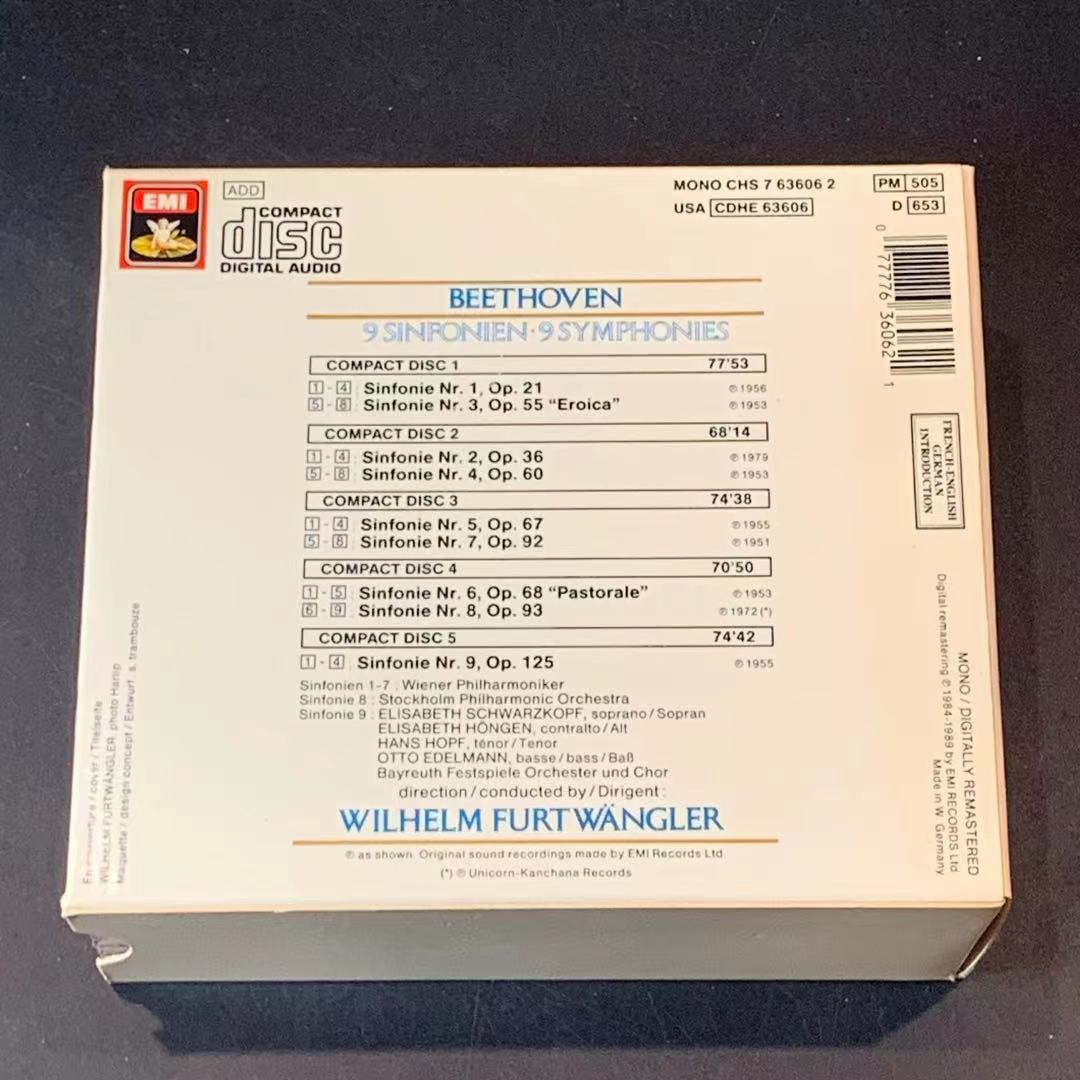 EMI
ADD
COMPACT
disc
DIGITAL AUDIO
MONO CHS 7 63606 2
PM 505
USA CDHE 63606
D 653
0 77776 36062 1
BEETHOVEN
9 SINFONIEN · 9 SYMPHONIES
COMPACT DISC 1 77'53
1 - 4 Sinfonie Nr. 1, Op. 21 ℗ 1956
5 - 8 Sinfonie Nr. 3, Op. 55 “Eroica” ℗ 1953
COMPACT DISC 2 68'14
1 - 4 Sinfonie Nr. 2, Op. 36 ℗ 1979
5 - 8 Sinfonie Nr. 4, Op. 60 ℗ 1953
COMPACT DISC 3 74'38
1 - 4 Sinfonie Nr. 5, Op. 67 ℗ 1955
5 - 8 Sinfonie Nr. 7, Op. 92 ℗ 1951
COMPACT DISC 4 70'50
1 - 5 Sinfonie Nr. 6, Op. 68 “Pastorale” ℗ 1953
6 - 9 Sinfonie Nr. 8, Op. 93 ℗ 1972 (*)
COMPACT DISC 5 74'42
1 - 4 Sinfonie Nr. 9, Op. 125 ℗ 1955
Sinfonien 1-7 : Wiener Philharmoniker
Sinfonie 8 : Stockholm Philharmonic Orchestra
Sinfonie 9 : ELISABETH SCHWARZKOPF, soprano / Sopran
ELISABETH HÖNGEN, contralto / Alt
HANS HOPF, ténor / Tenor
OTTO EDELMANN, basse / bass / Baß
Bayreuth Festspiele Orchester und Chor
direction / conducted by / Dirigent :
WILHELM FURTWÄNGLER
℗ as shown. Original sound recordings made by EMI Records Ltd.
(*) ℗ Unicorn-Kanchana Records
FRENCH-ENGLISH
GERMAN
INTRODUCTION
MONO / DIGITALLY REMASTERED
Digital remastering ℗ 1984-1989 by EMI RECORDS Ltd
Made in W. Germany
En couverture / cover / Titelseite
WILHELM FURTWÄNGLER, photo Harlip
Maquette / design concept / Entwurf. s. trambouze